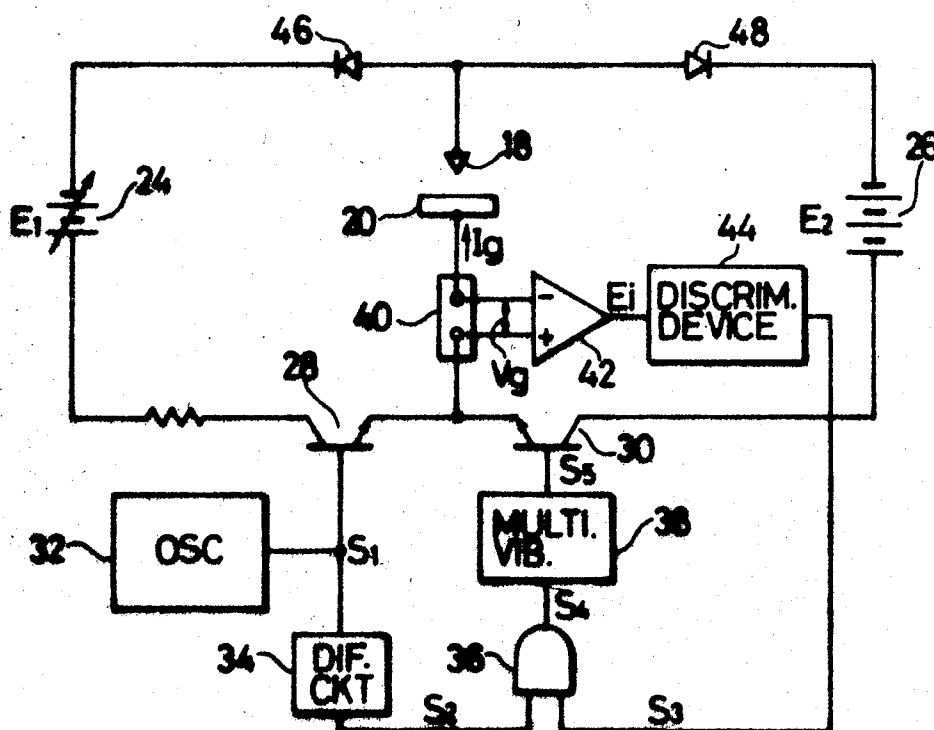 46
48
18
24
E1
26
E2
20
Ig
44
40
Ei
DISCRIM.
DEVICE
-
+
Vg
42
28
30
S5
32
OSC
S1
MULTI.
VIB.
38
S4
34
DIF.
CKT
36
S2
S3